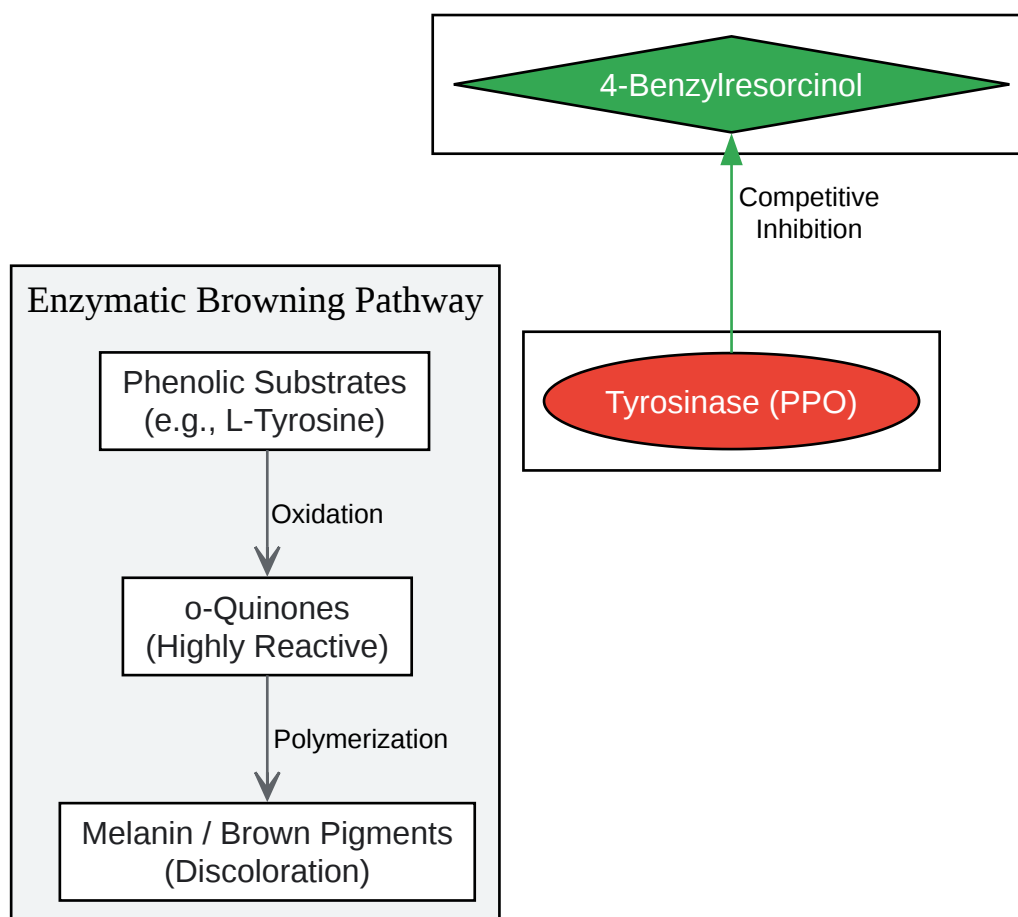 4-Benzylresorcinol
Competitive
Inhibition
Enzymatic Browning Pathway
Phenolic Substrates
(e.g., L-Tyrosine)
Tyrosinase (PPO)
Oxidation
o-Quinones
(Highly Reactive)
Polymerization
Melanin / Brown Pigments
(Discoloration)